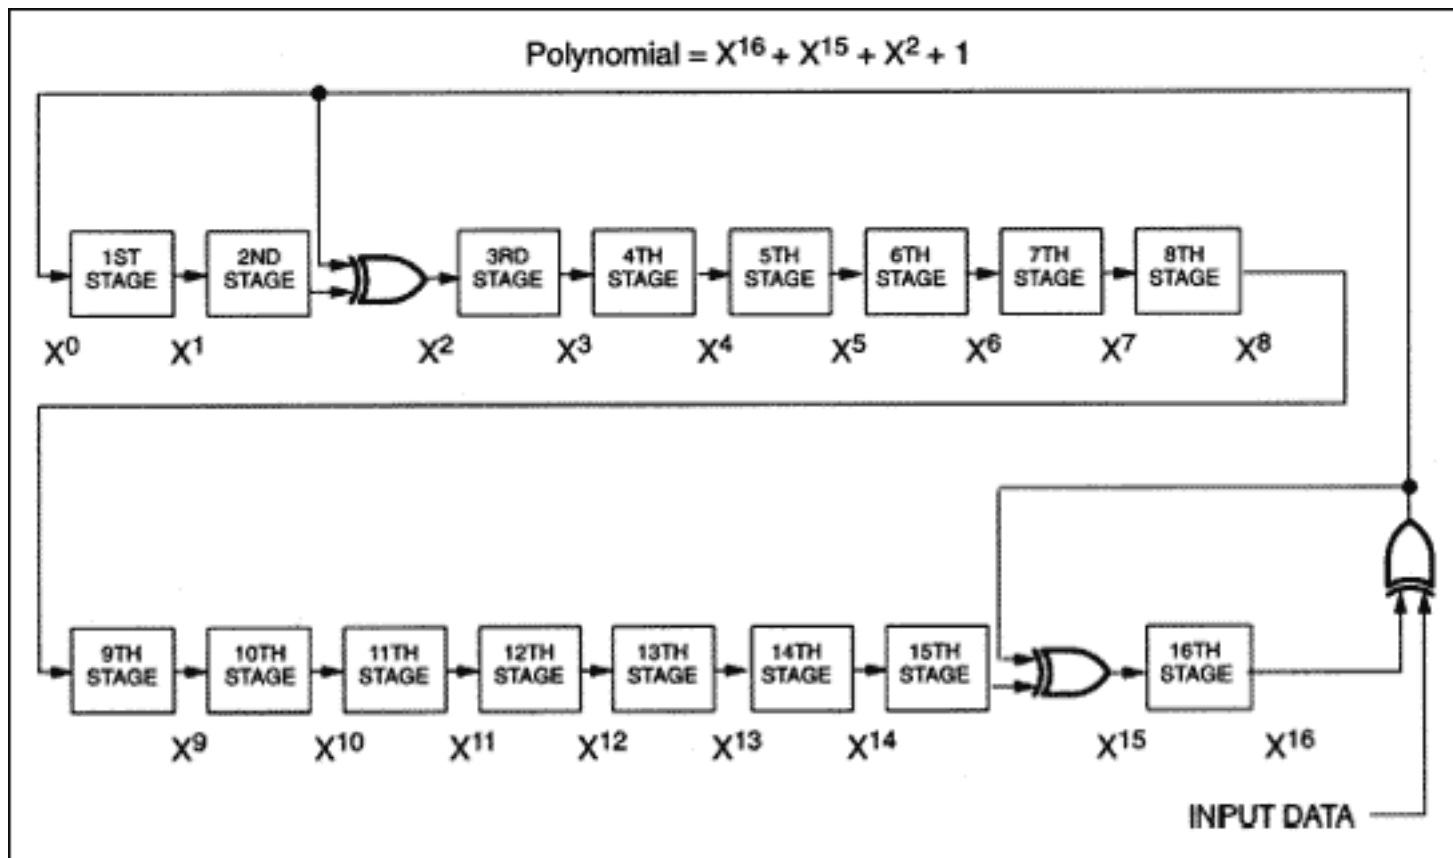 Polynomial = X¹⁶ + X¹⁵ + X² + 1
1ST STAGE
2ND STAGE
3RD STAGE
4TH STAGE
5TH STAGE
6TH STAGE
7TH STAGE
8TH STAGE
X⁰ X¹ X² X³ X⁴ X⁵ X⁶ X⁷ X⁸
9TH STAGE
10TH STAGE
11TH STAGE
12TH STAGE
13TH STAGE
14TH STAGE
15TH STAGE
16TH STAGE
X⁹ X¹⁰ X¹¹ X¹² X¹³ X¹⁴ X¹⁵ X¹⁶
INPUT DATA